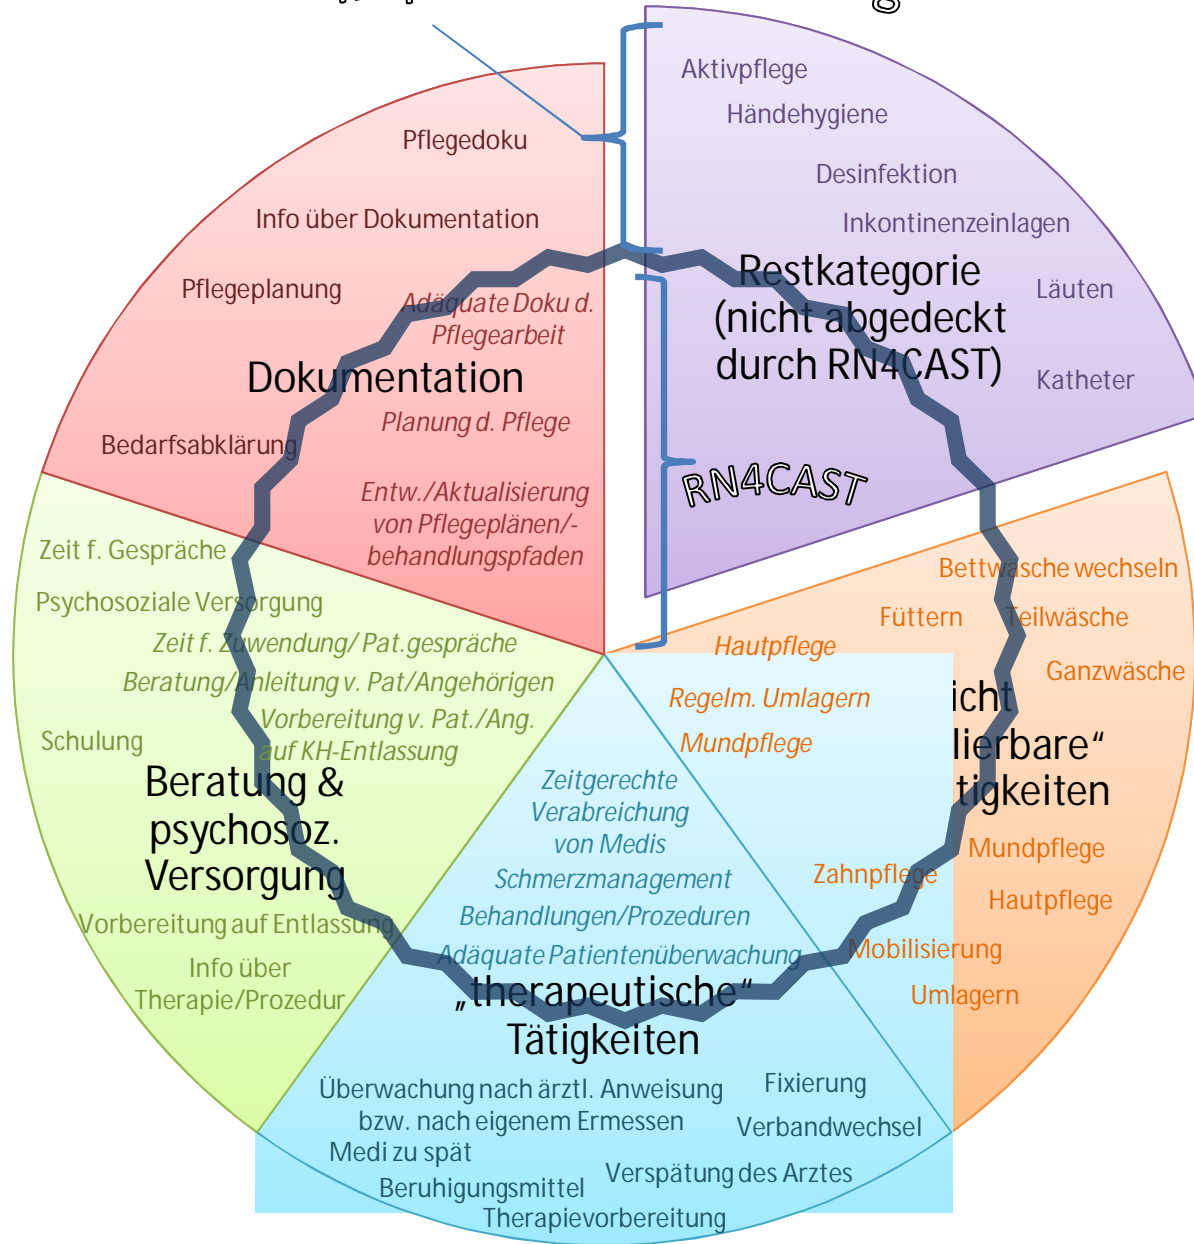 Aktivpflege
Händehygiene
Desinfektion
Inkontinenzeinlagen
Restkategorie
(nicht abgedeckt
durch RN4CAST)
Läuten
Katheter
Pflegedoku
Info über Dokumentation
Pflegeplanung
Adäquate Doku d.
Pflegearbeit
Dokumentation
Planung d. Pflege
Bedarfsabklärung
Entw./Aktualisierung
von Pflegeplänen/-
behandlungspfaden
RN4CAST
Zeit f. Gespräche
Psychosoziale Versorgung
Zeit f. Zuwendung/ Pat.gespräche
Beratung/Anleitung v. Pat/Angehörigen
Vorbereitung v. Pat./Ang.
auf KH-Entlassung
Schulung
Beratung &
psychosoz.
Versorgung
Vorbereitung auf Entlassung
Info über
Therapie/Prozedur
Bettwäsche wechseln
Füttern
Teilwäsche
Hautpflege
Ganzwäsche
Regelm. Umlagern
Mundpflege
icht
lierbare“
tigkeiten
Mundpflege
Zahnpflege
Hautpflege
Mobilisierung
Umlagern
Zeitgerechte
Verabreichung
von Medis
Schmerzmanagement
Behandlungen/Prozeduren
Adäquate Patientenüberwachung
„therapeutische“
Tätigkeiten
Überwachung nach ärztl. Anweisung
bzw. nach eigenem Ermessen
Fixierung
Verbandwechsel
Medi zu spät
Verspätung des Arztes
Beruhigungsmittel
Therapievorbereitung